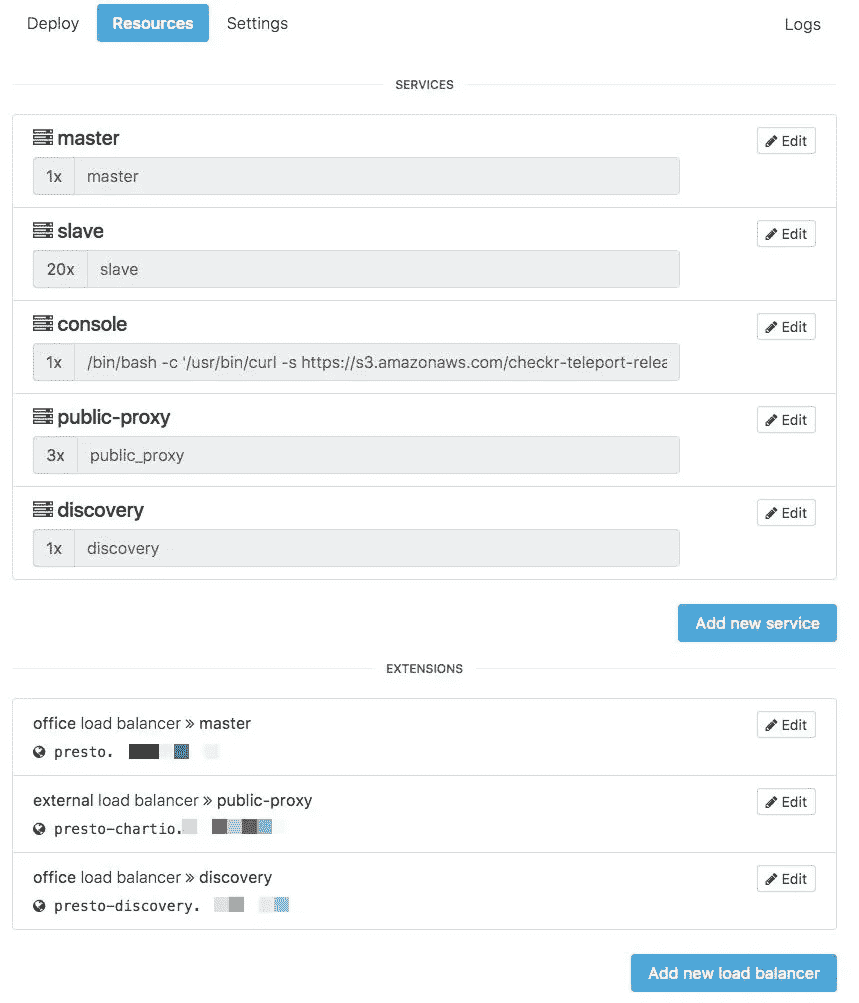 Deploy Resources Settings Logs
SERVICES
master Edit
1x master
slave Edit
20x slave
console Edit
1x /bin/bash -c '/usr/bin/curl -s https://s3.amazonaws.com/checkr-teleport-relea
public-proxy Edit
3x public_proxy
discovery Edit
1x discovery
Add new service
EXTENSIONS
office load balancer » master Edit
presto.
external load balancer » public-proxy Edit
presto-chartio.
office load balancer » discovery Edit
presto-discovery.
Add new load balancer